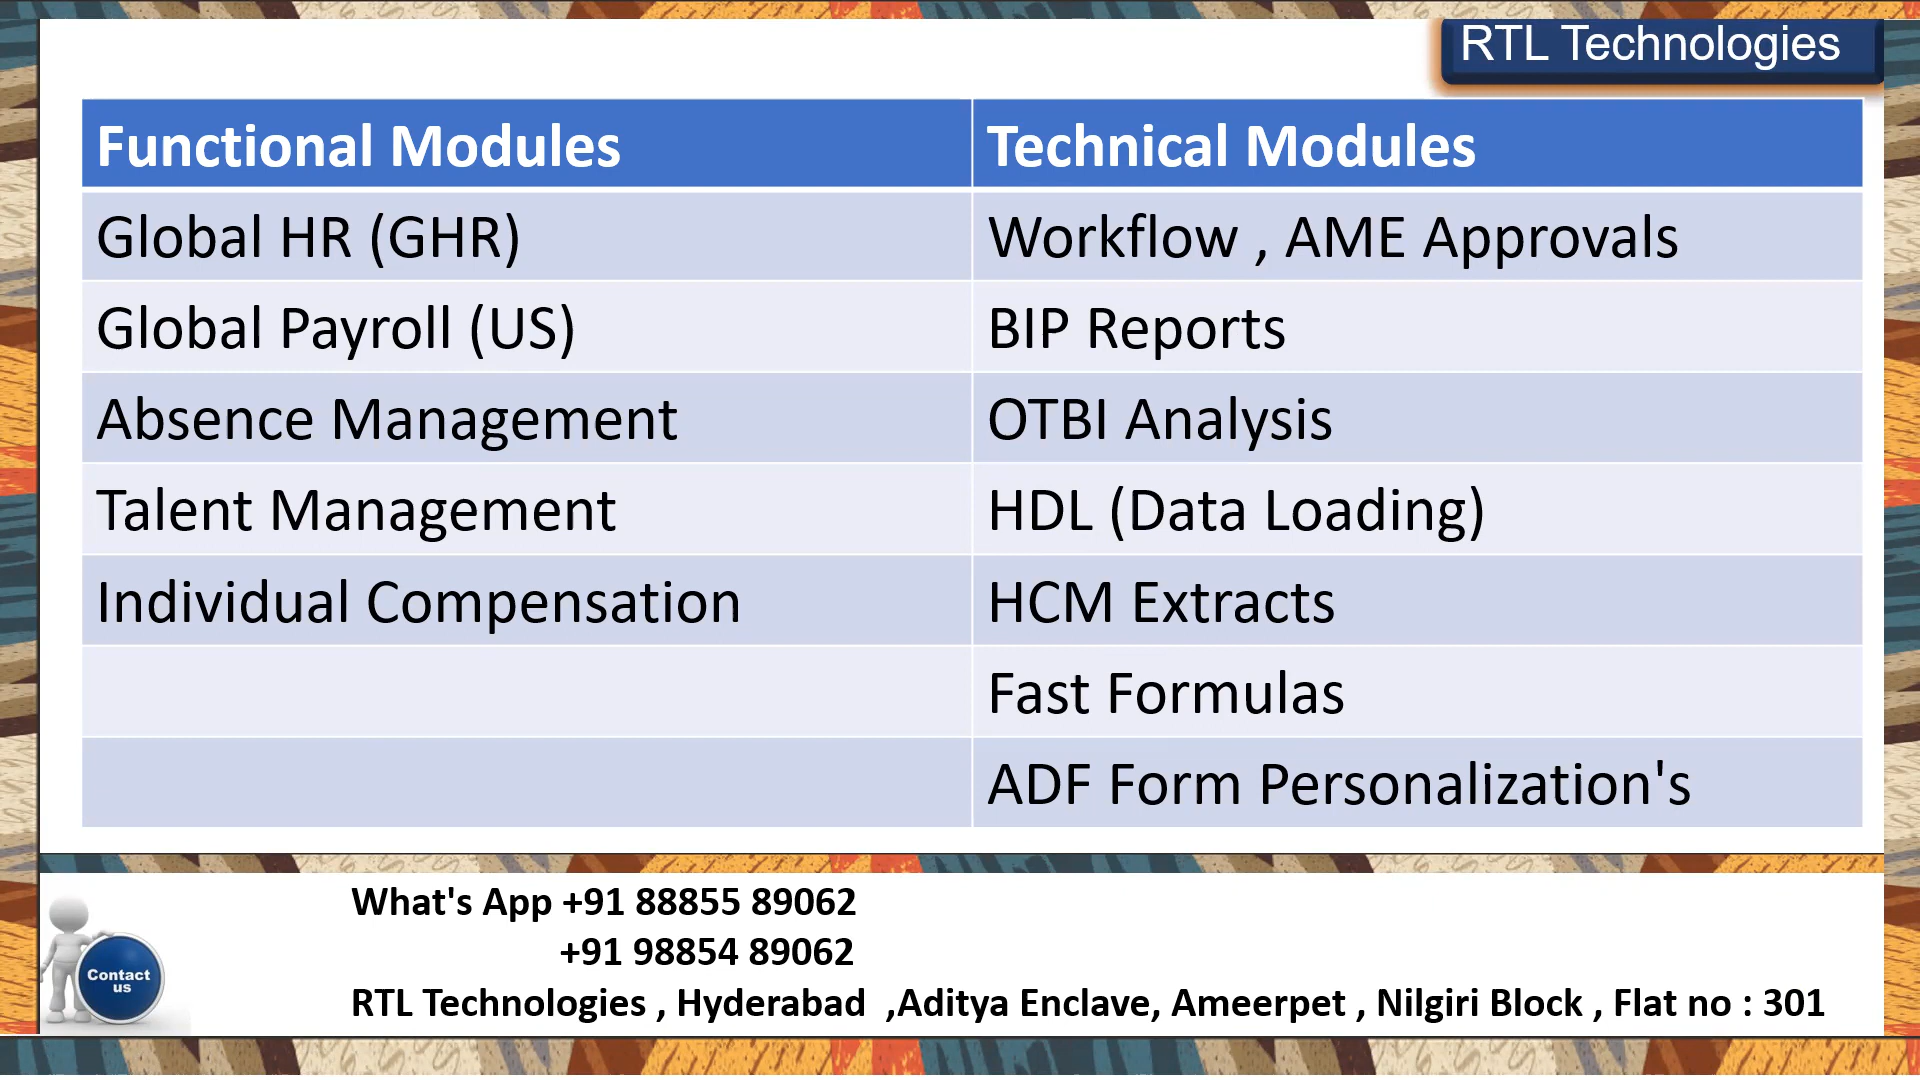 RTL Technologies
Functional Modules
Technical Modules
Global HR (GHR)
Workflow , AME Approvals
Global Payroll (US)
BIP Reports
Absence Management
OTBI Analysis
Talent Management
HDL (Data Loading)
Individual Compensation
HCM Extracts
Fast Formulas
ADF Form Personalization's
What's App +91 88855 89062
+91 98854 89062
RTL Technologies , Hyderabad ,Aditya Enclave, Ameerpet , Nilgiri Block , Flat no : 301
Contact
us